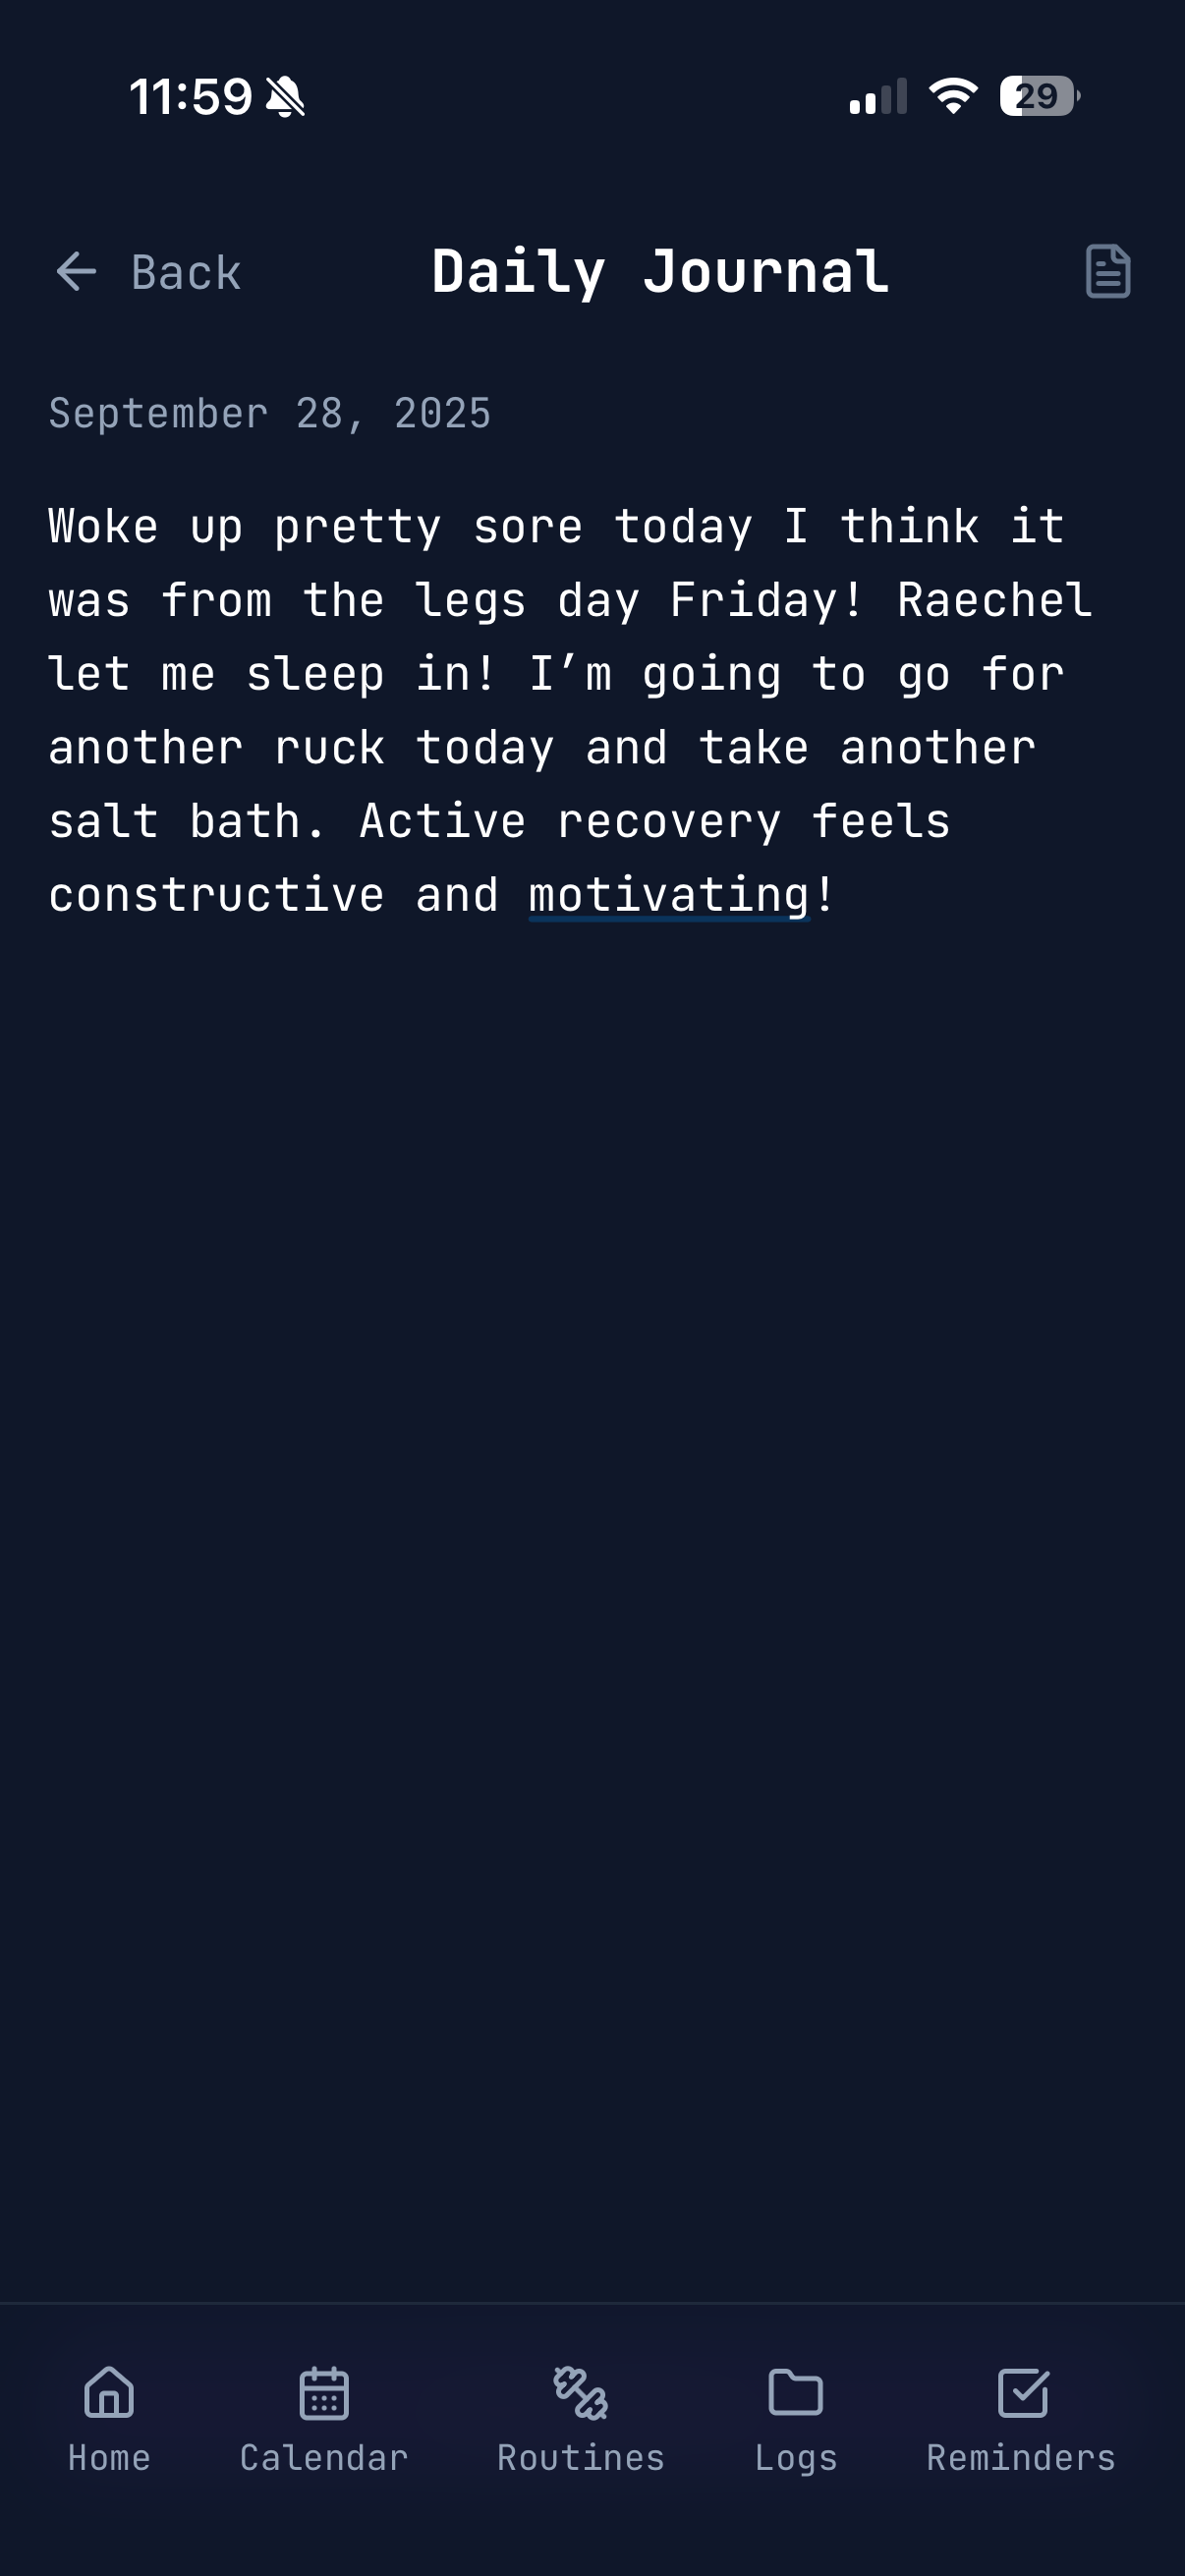 11:59
29
Back
Daily Journal
September 28, 2025
Woke up pretty sore today I think it
was from the legs day Friday! Raechel
let me sleep in! I’m going to go for
another ruck today and take another
salt bath. Active recovery feels
constructive and motivating!
Home
Calendar
Routines
Logs
Reminders